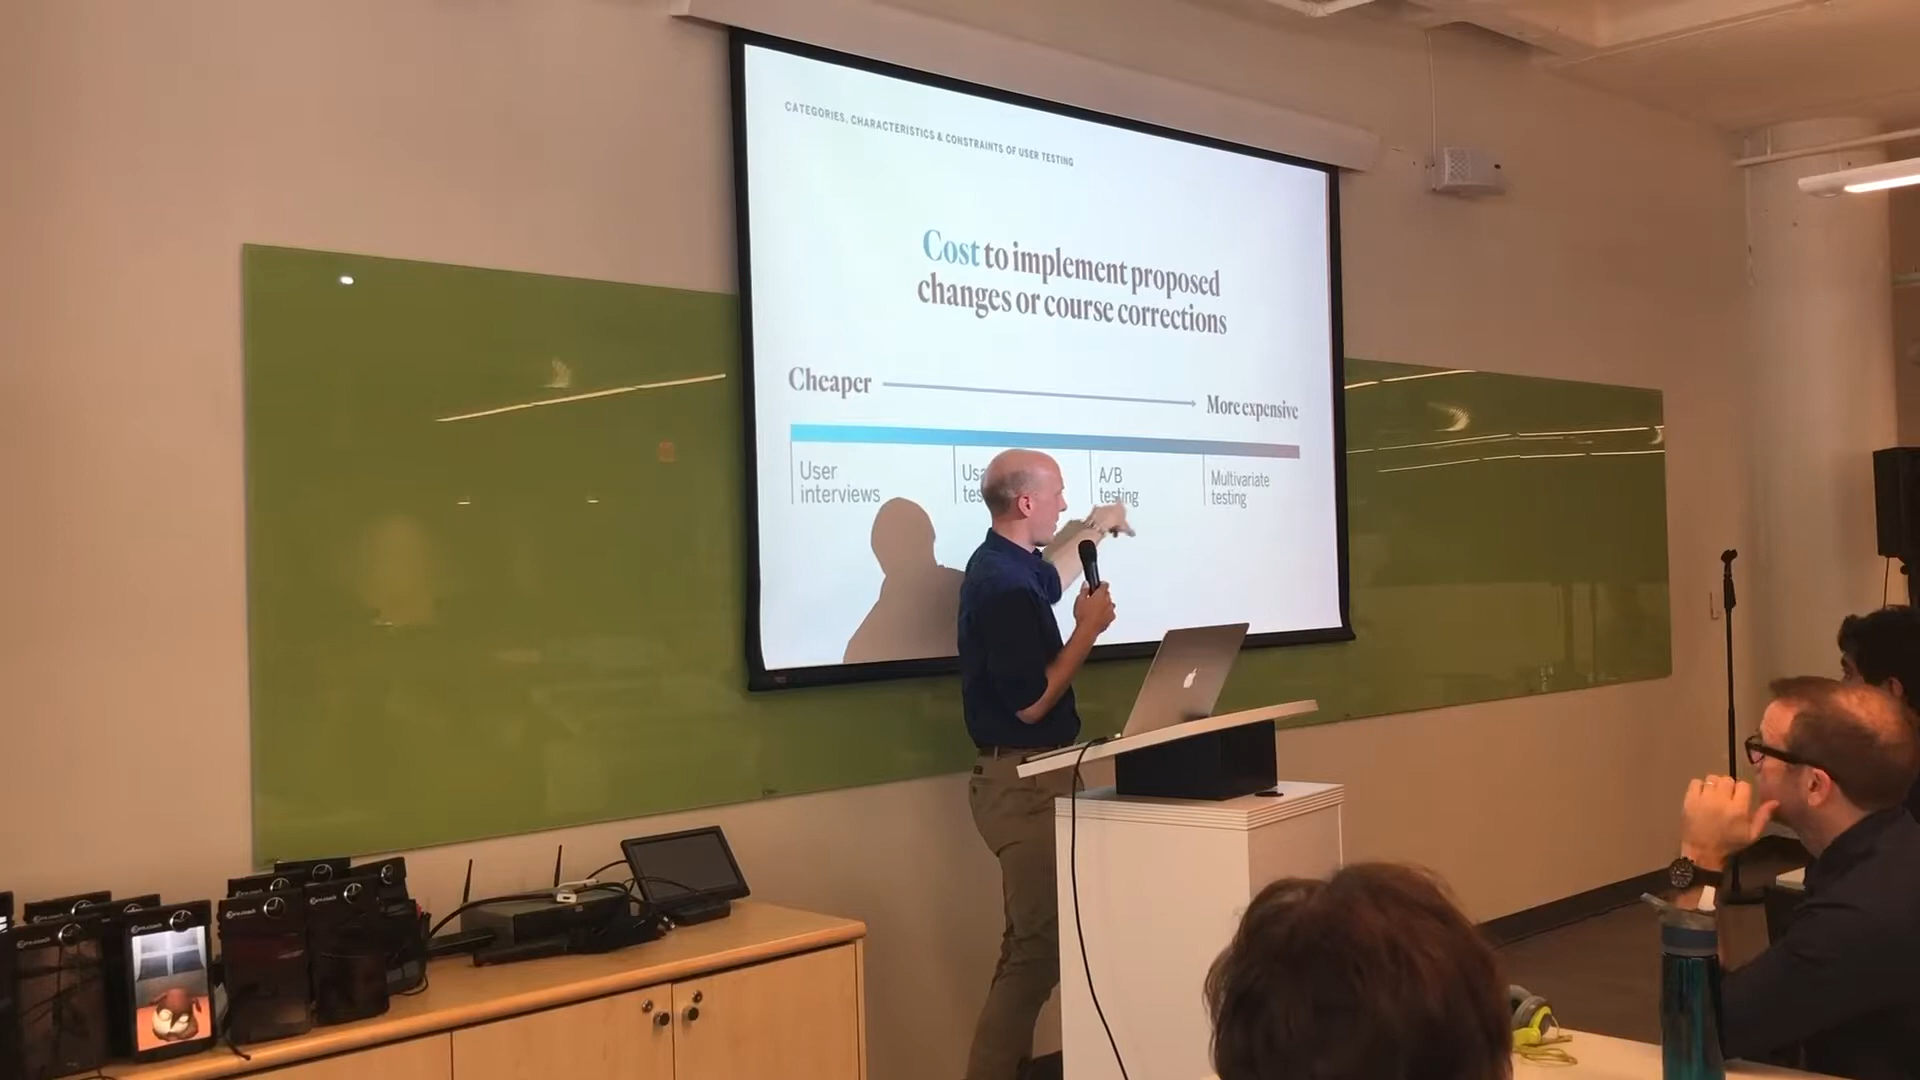 CATEGORIES, CHARACTERISTICS & CONSTRAINTS OF USER TESTING
Cost to implement proposed
changes or course corrections
Cheaper
More expensive
User
interviews
A/B
testing
Multivariate
testing